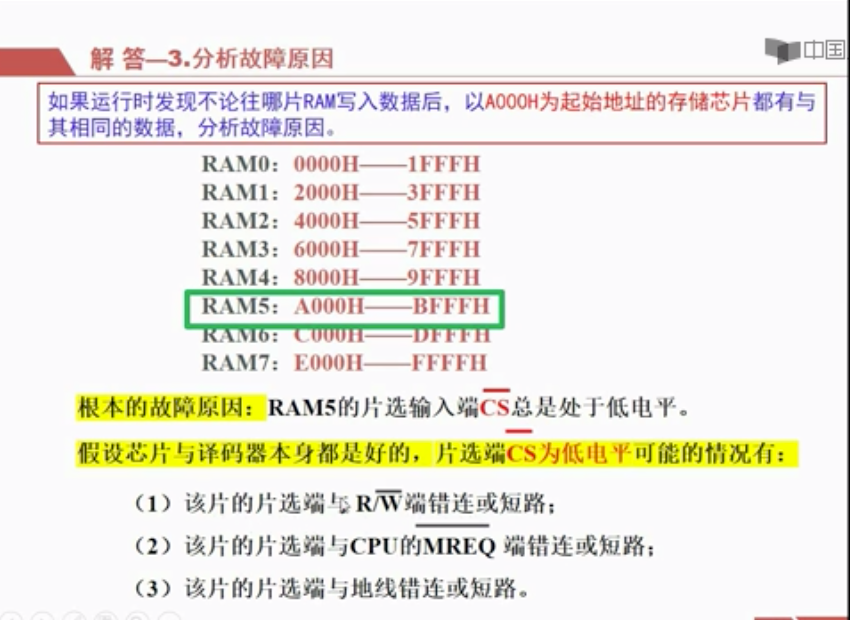 解 答—3.分析故障原因
中国
如果运行时发现不论往哪片RAM写入数据后，以A000H为起始地址的存储芯片都有与
其相同的数据，分析故障原因。
RAM0：0000H——1FFFH
RAM1：2000H——3FFFH
RAM2：4000H——5FFFH
RAM3：6000H——7FFFH
RAM4：8000H——9FFFH
RAM5：A000H——BFFFH
RAM6：C000H——DFFFH
RAM7：E000H——FFFFH
根本的故障原因：RAM5的片选输入端C̅S̅总是处于低电平。
假设芯片与译码器本身都是好的，片选端C̅S̅为低电平可能的情况有：
（1）该片的片选端与 R/W̅端错连或短路；
（2）该片的片选端与CPU的M̅R̅E̅Q̅ 端错连或短路；
（3）该片的片选端与地线错连或短路。